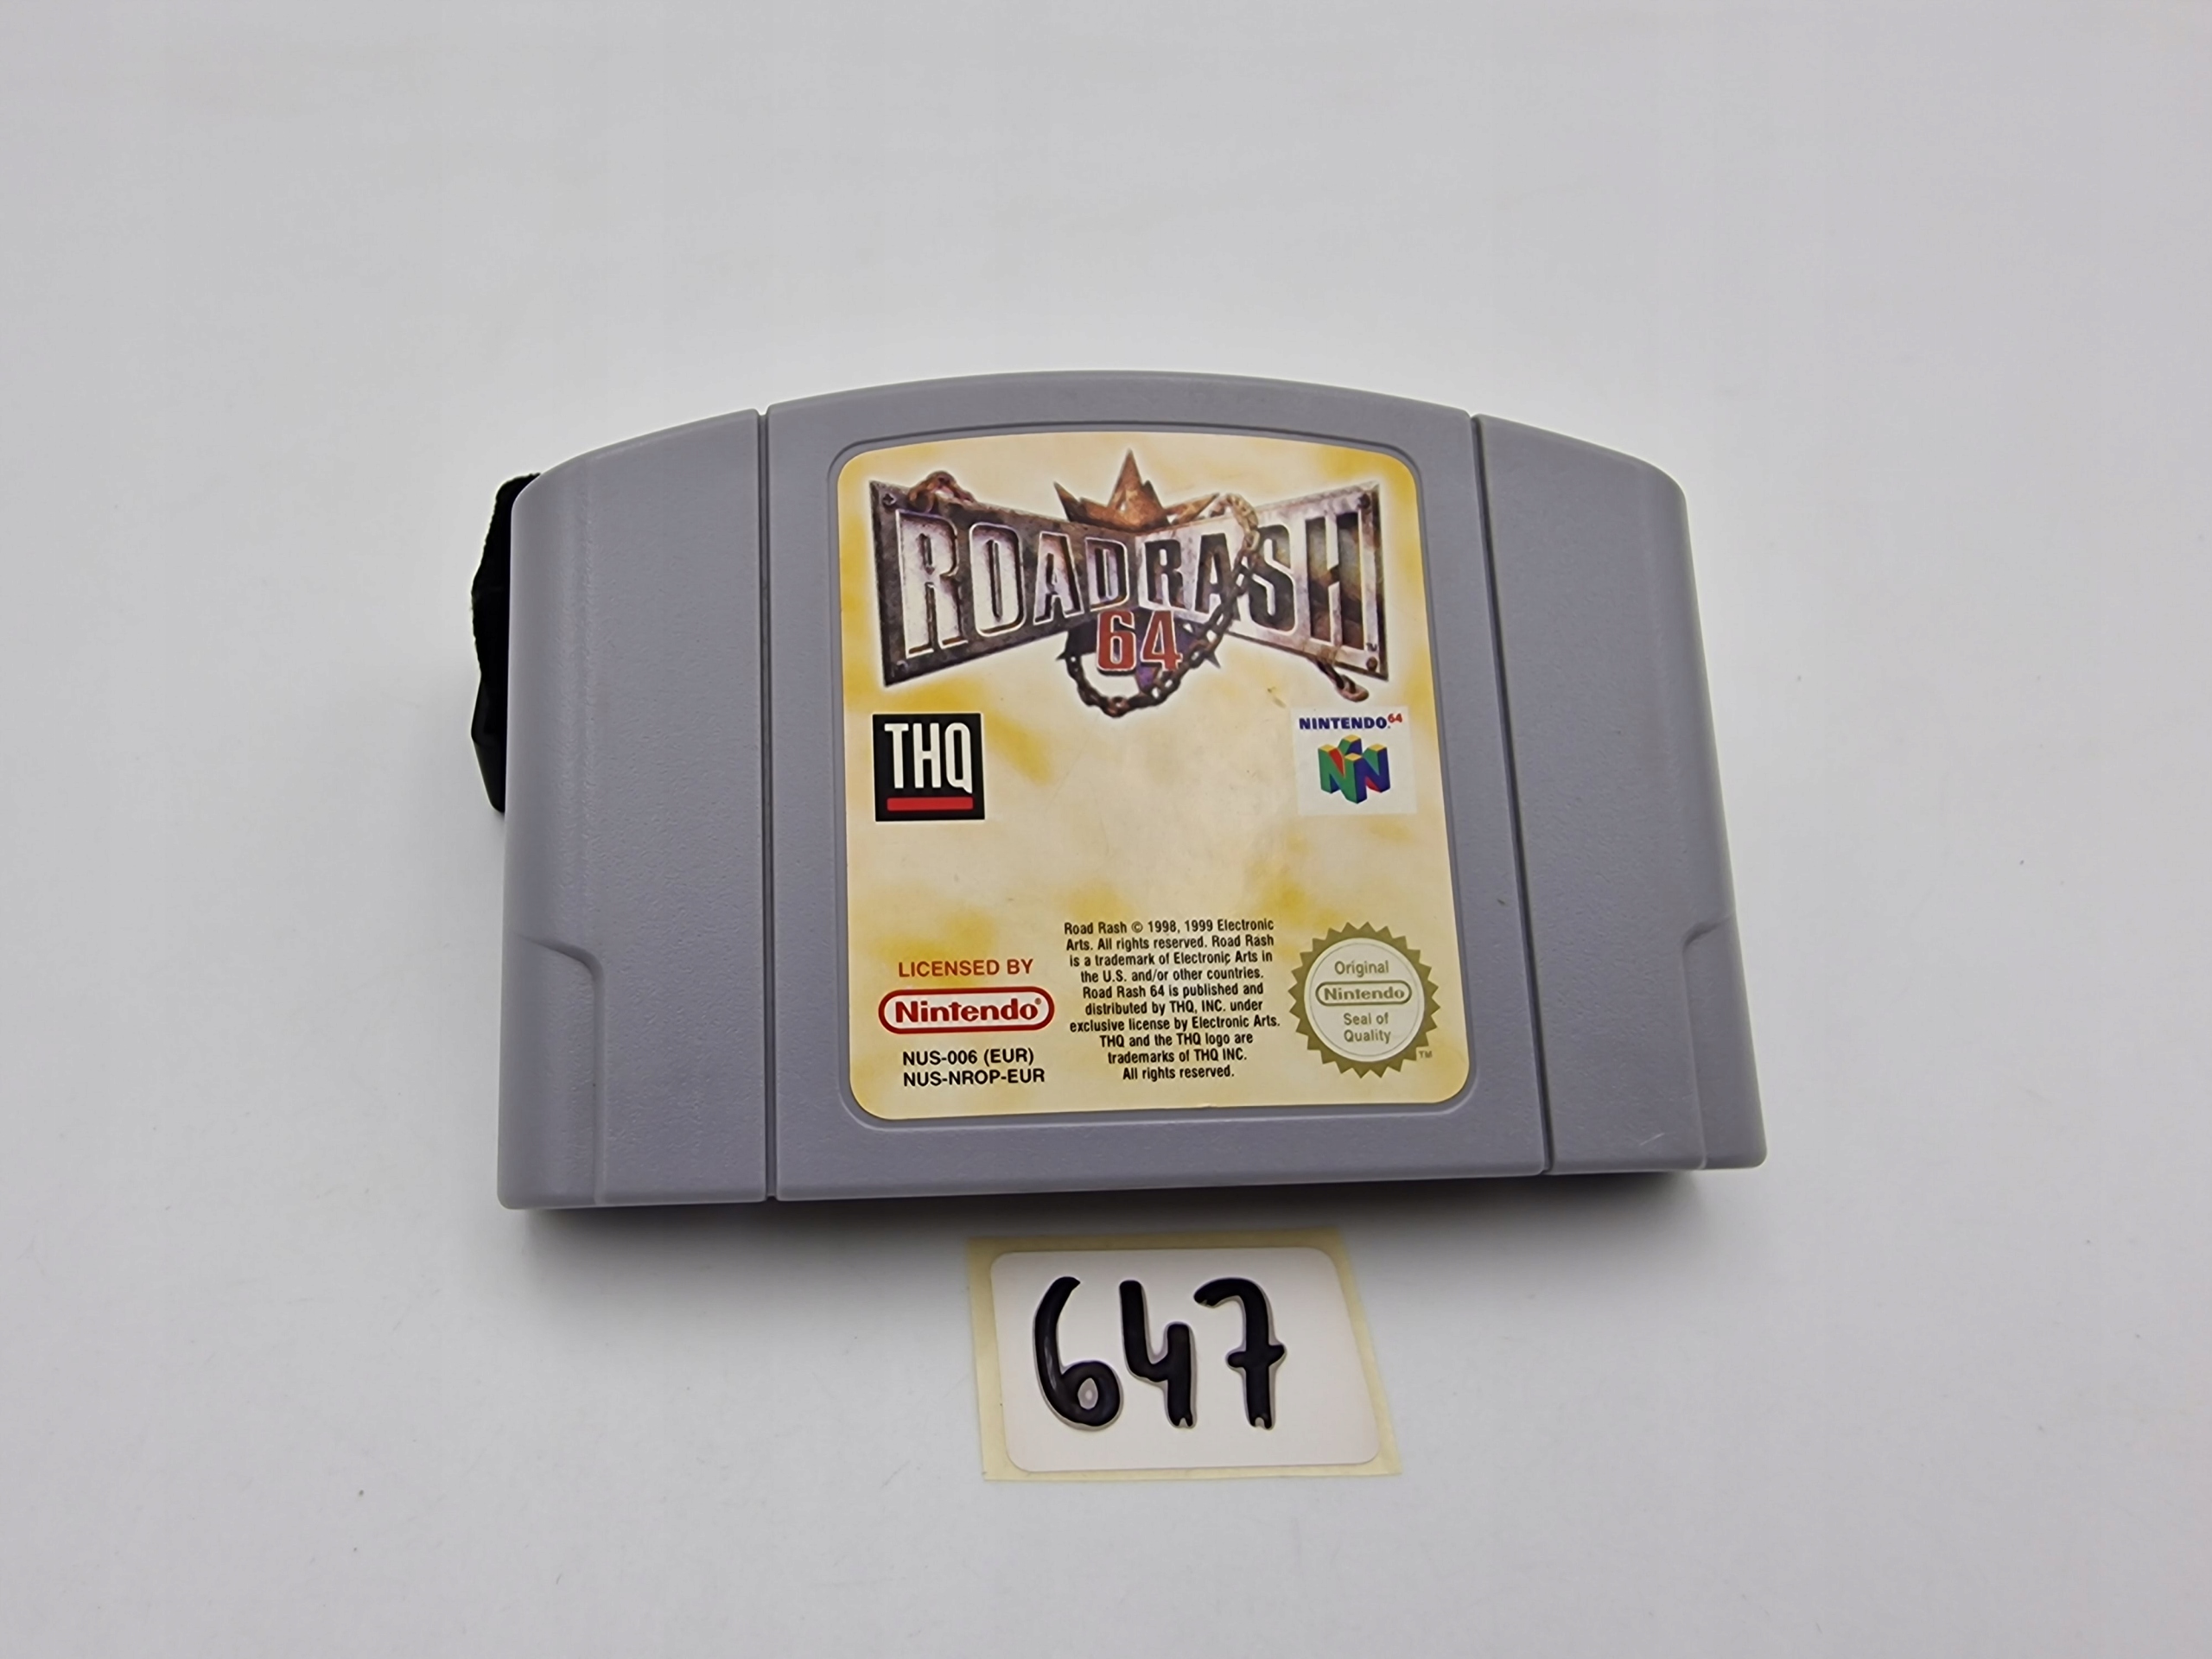 ROAD RASH
64
THQ
NINTENDO 64
Road Rash © 1998, 1999 Electronic
Arts. All rights reserved. Road Rash
is a trademark of Electronic Arts in
the U.S. and/or other countries.
Road Rash 64 is published and
distributed by THQ, INC. under
exclusive license by Electronic Arts.
THQ and the THQ logo are
trademarks of THQ INC.
All rights reserved.
LICENSED BY
Nintendo®
NUS-006 (EUR)
NUS-NROP-EUR
Original
Nintendo
Seal of
Quality
TM
647